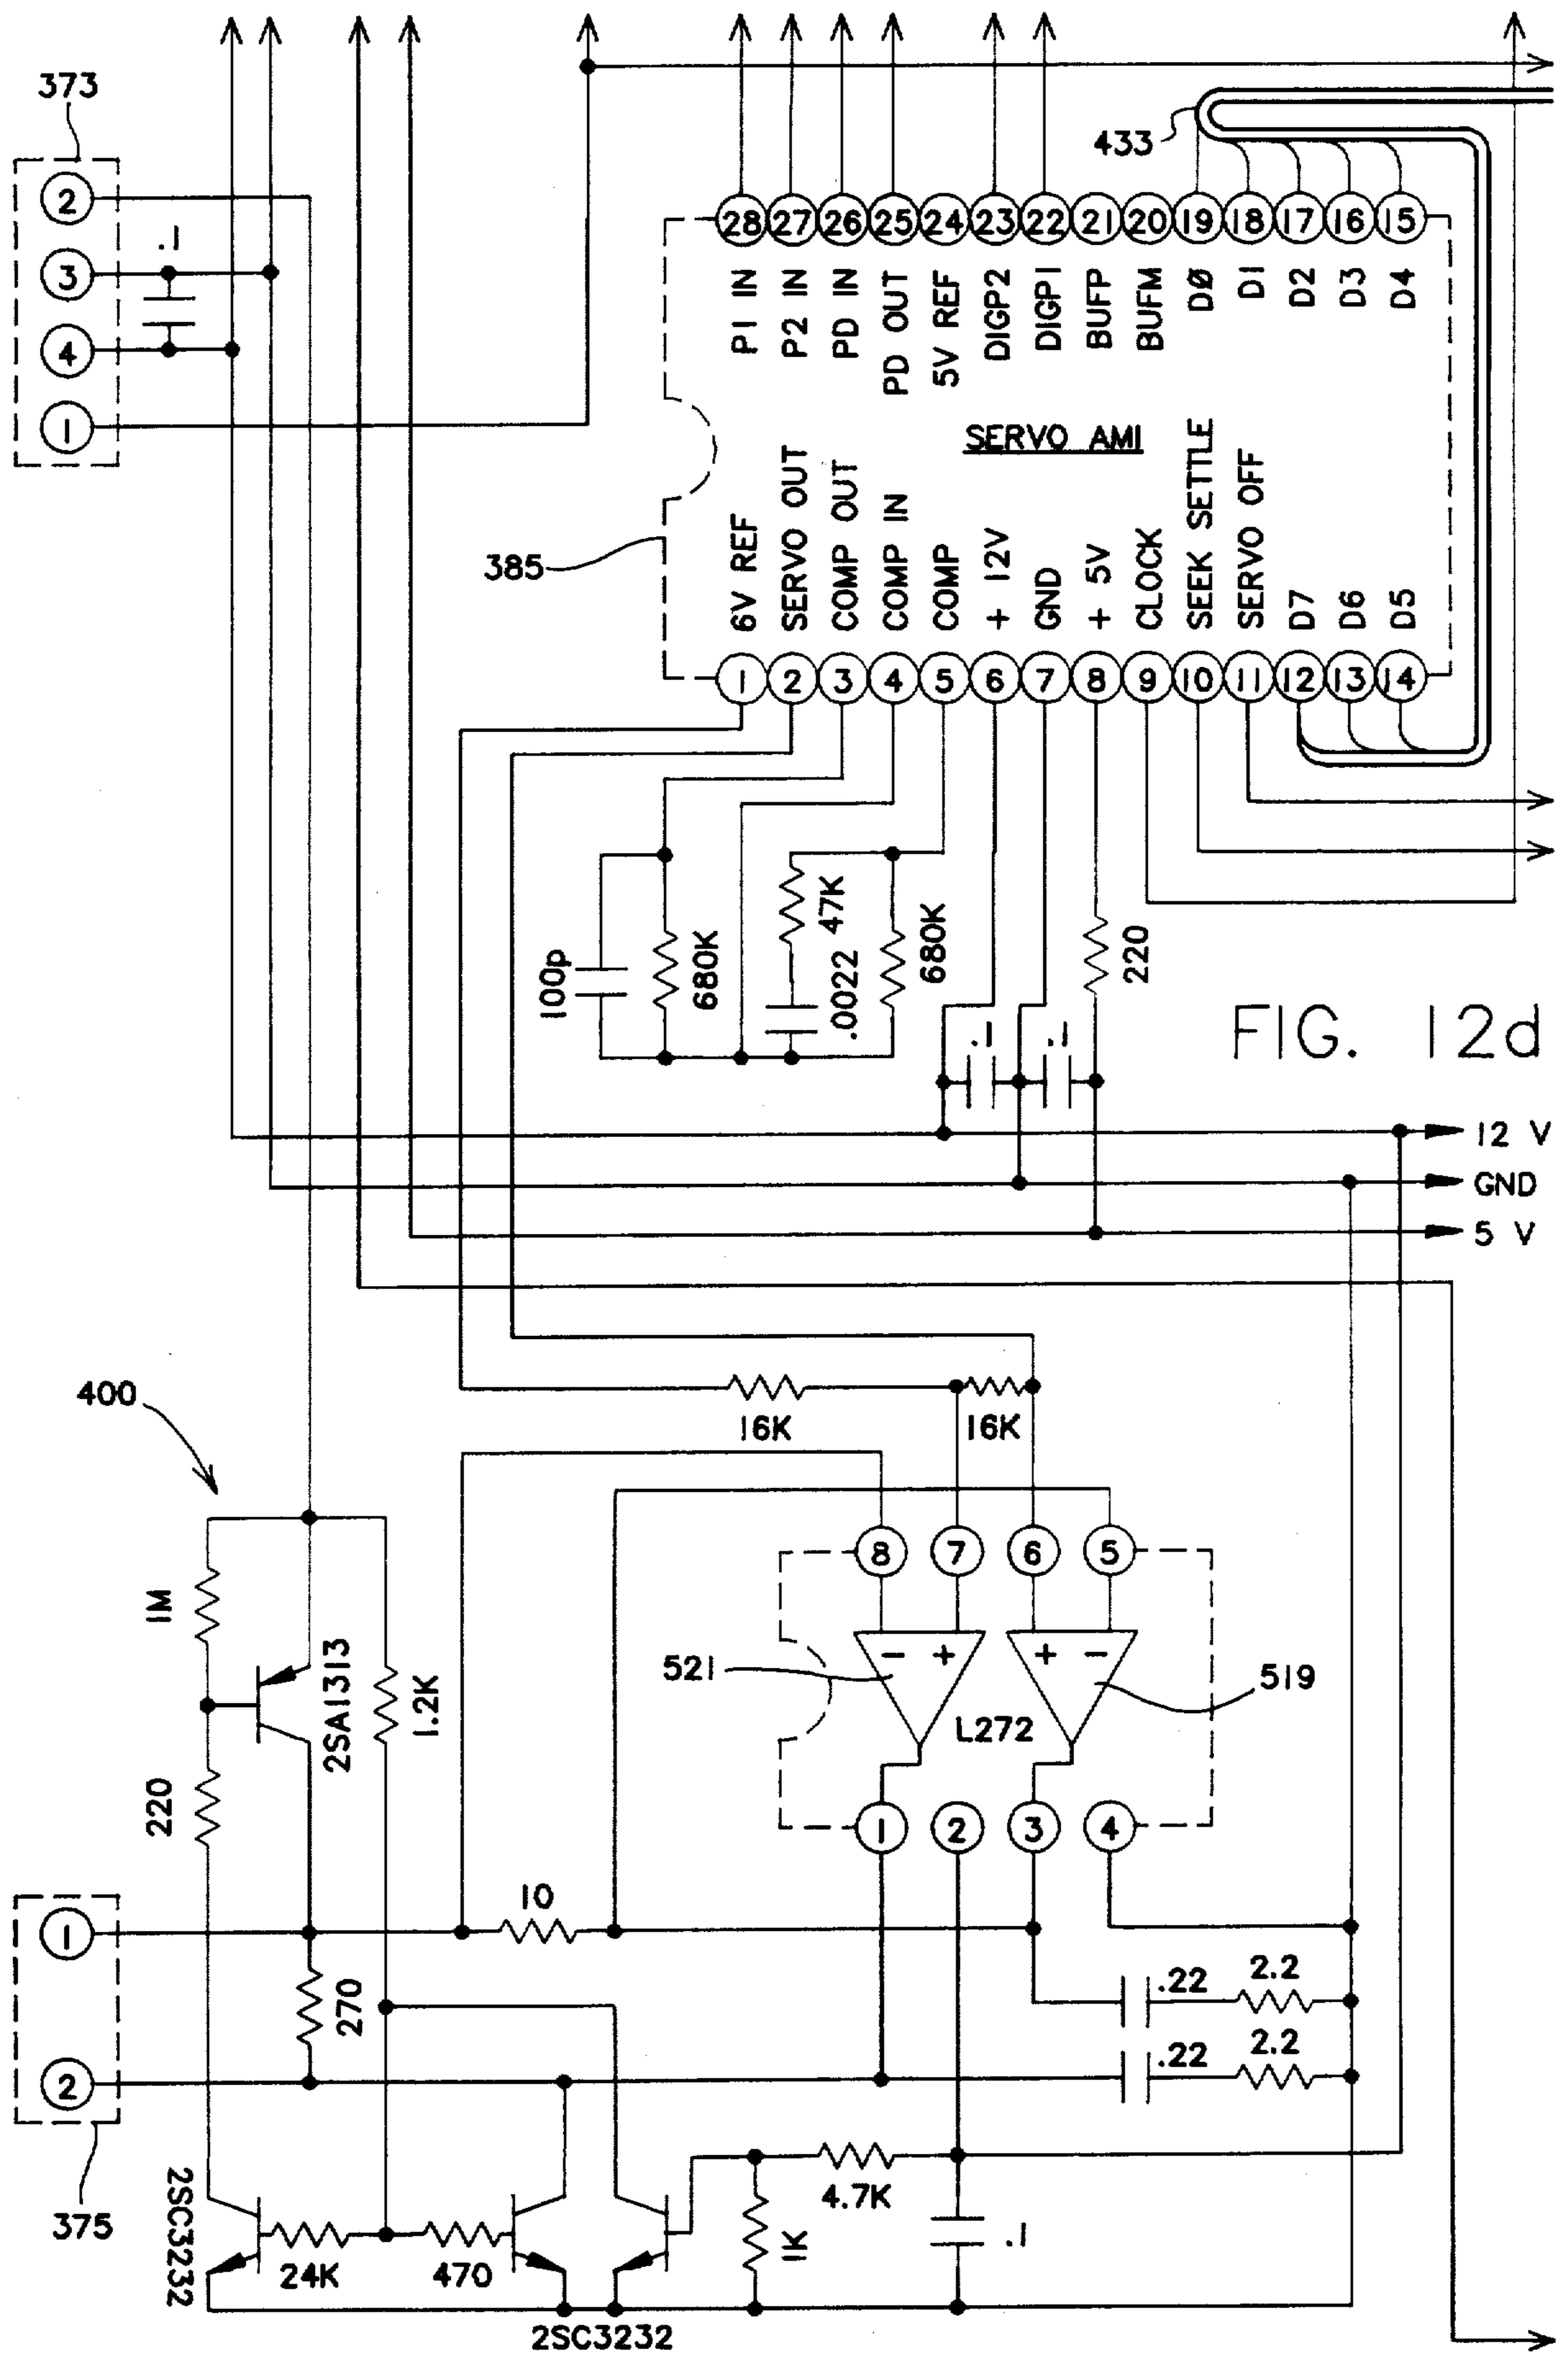 373
2
3
4
1
.1
433
28 27 26 25 24 23 22 21 20 19 18 17 16 15
P1 IN
P2 IN
PD IN
PD OUT
5V REF
DIGP2
DIGP1
BUFP
BUFM
DØ
D1
D2
D3
D4
SERVO AMI
385
6V REF
SERVO OUT
COMP OUT
COMP IN
COMP
+ 12V
GND
+ 5V
CLOCK
SEEK SETTLE
SERVO OFF
D7
D6
D5
1 2 3 4 5 6 7 8 9 10 11 12 13 14
100p
680K
47K
.0022
680K
220
.1
.1
FIG. 12d
12 V
GND
5 V
400
16K
16K
8 7 6 5
1M
2SA1313
1.2K
521
- +
+ -
519
L272
220
1 2 3 4
1
10
270
.22
2.2
2
.22
2.2
375
2SC3232
24K
470
4.7K
1K
.1
2SC3232